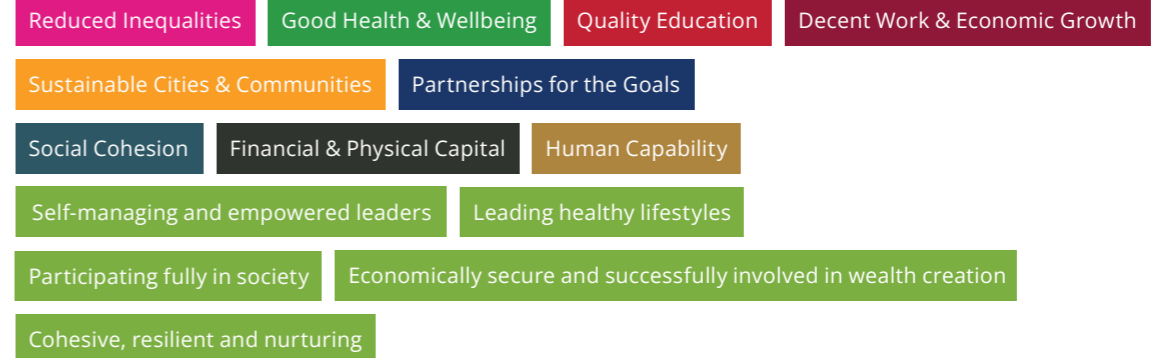 Reduced Inequalities Good Health & Wellbeing Quality Education Decent Work & Economic Growth
Sustainable Cities & Communities Partnerships for the Goals
Social Cohesion Financial & Physical Capital Human Capability
Self-managing and empowered leaders Leading healthy lifestyles
Participating fully in society Economically secure and successfully involved in wealth creation
Cohesive, resilient and nurturing